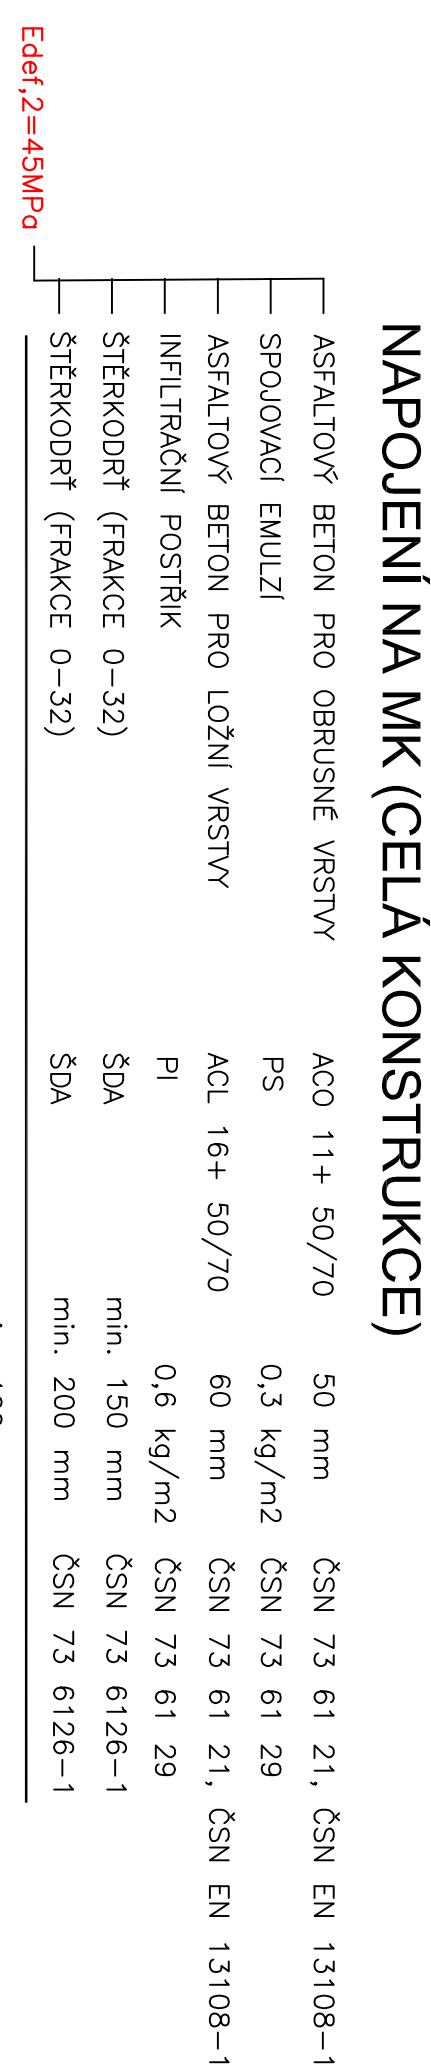 NAPOJENÍ NA MK (CELÁ KONSTRUKCE)
ASFALTOVÝ BETON PRO OBRUSNÉ VRSTVY ACO 11+ 50/70 50 mm ČSN 73 61 21, ČSN EN 13108-1
SPOJOVACÍ EMULZÍ PS 0,3 kg/m2 ČSN 73 61 29
ASFALTOVÝ BETON PRO LOŽNÍ VRSTVY ACL 16+ 50/70 60 mm ČSN 73 61 21, ČSN EN 13108-1
INFILTRAČNÍ POSTŘIK PI 0,6 kg/m2 ČSN 73 61 29
ŠTĚRKODRŤ (FRAKCE 0-32) ŠDA min. 150 mm ČSN 73 6126-1
ŠTĚRKODRŤ (FRAKCE 0-32) ŠDA min. 200 mm ČSN 73 6126-1
Edef,2=45MPa